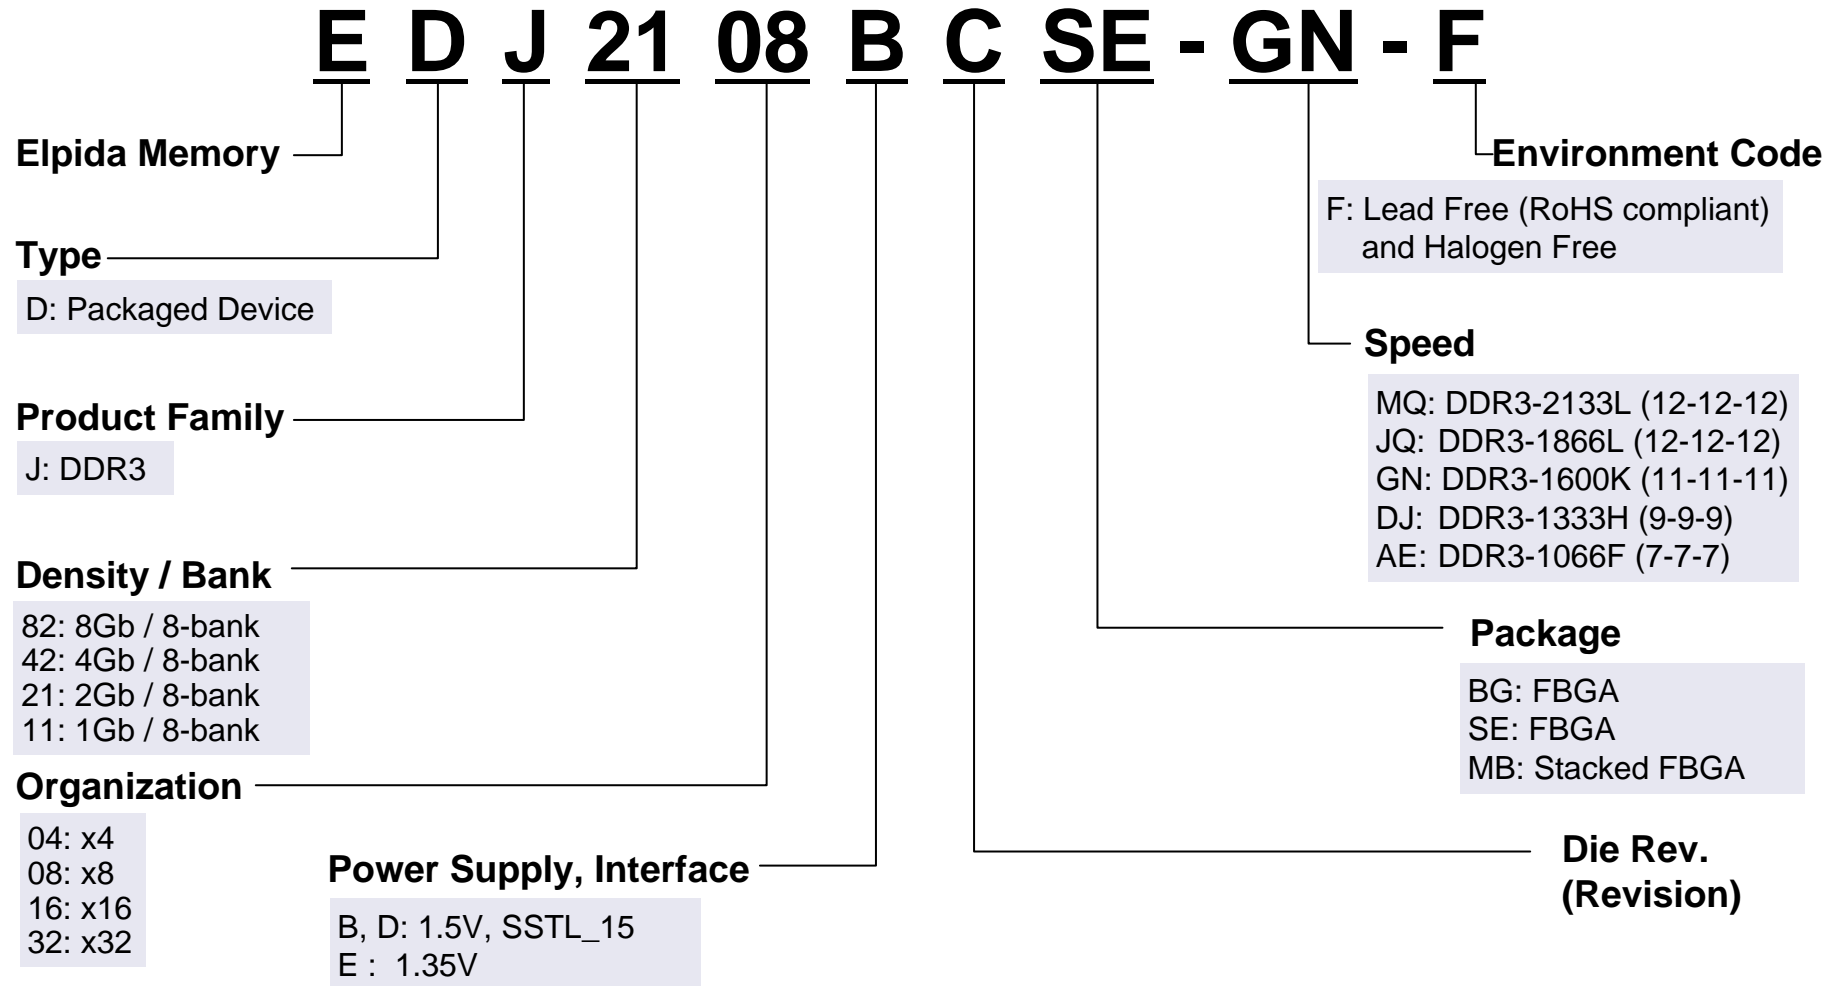 E D J 21 08 B C SE - GN - F
Elpida Memory
Type
D: Packaged Device
Product Family
J: DDR3
Density / Bank
82: 8Gb / 8-bank
42: 4Gb / 8-bank
21: 2Gb / 8-bank
11: 1Gb / 8-bank
Organization
04: x4
08: x8
16: x16
32: x32
Power Supply, Interface
B, D: 1.5V, SSTL_15
E : 1.35V
Environment Code
F: Lead Free (RoHS compliant)
and Halogen Free
Speed
MQ: DDR3-2133L (12-12-12)
JQ: DDR3-1866L (12-12-12)
GN: DDR3-1600K (11-11-11)
DJ: DDR3-1333H (9-9-9)
AE: DDR3-1066F (7-7-7)
Package
BG: FBGA
SE: FBGA
MB: Stacked FBGA
Die Rev.
(Revision)